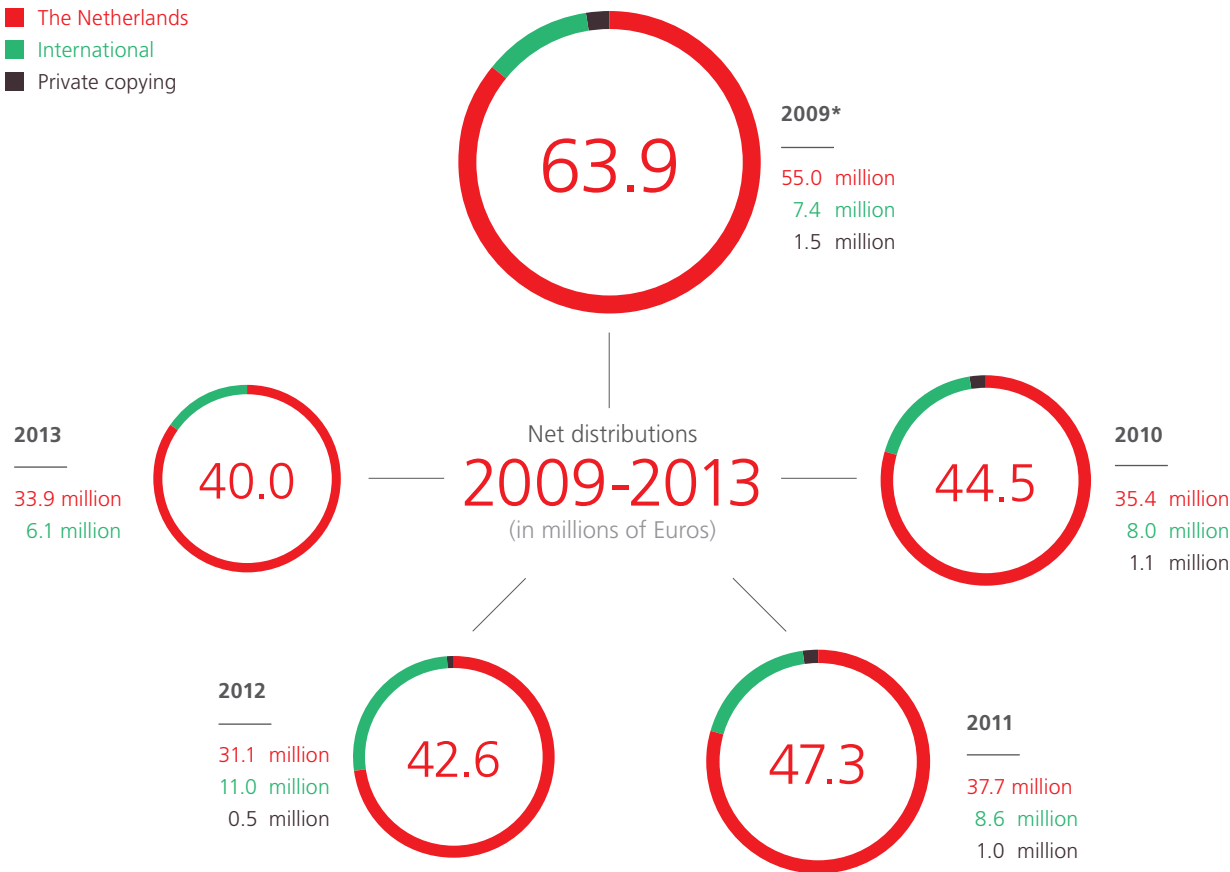 The Netherlands
International
Private copying
63.9
2009*
55.0 million
7.4 million
1.5 million
Net distributions
2009-2013
(in millions of Euros)
2013
33.9 million
6.1 million
40.0
44.5
2010
35.4 million
8.0 million
1.1 million
2012
31.1 million
11.0 million
0.5 million
42.6
47.3
2011
37.7 million
8.6 million
1.0 million